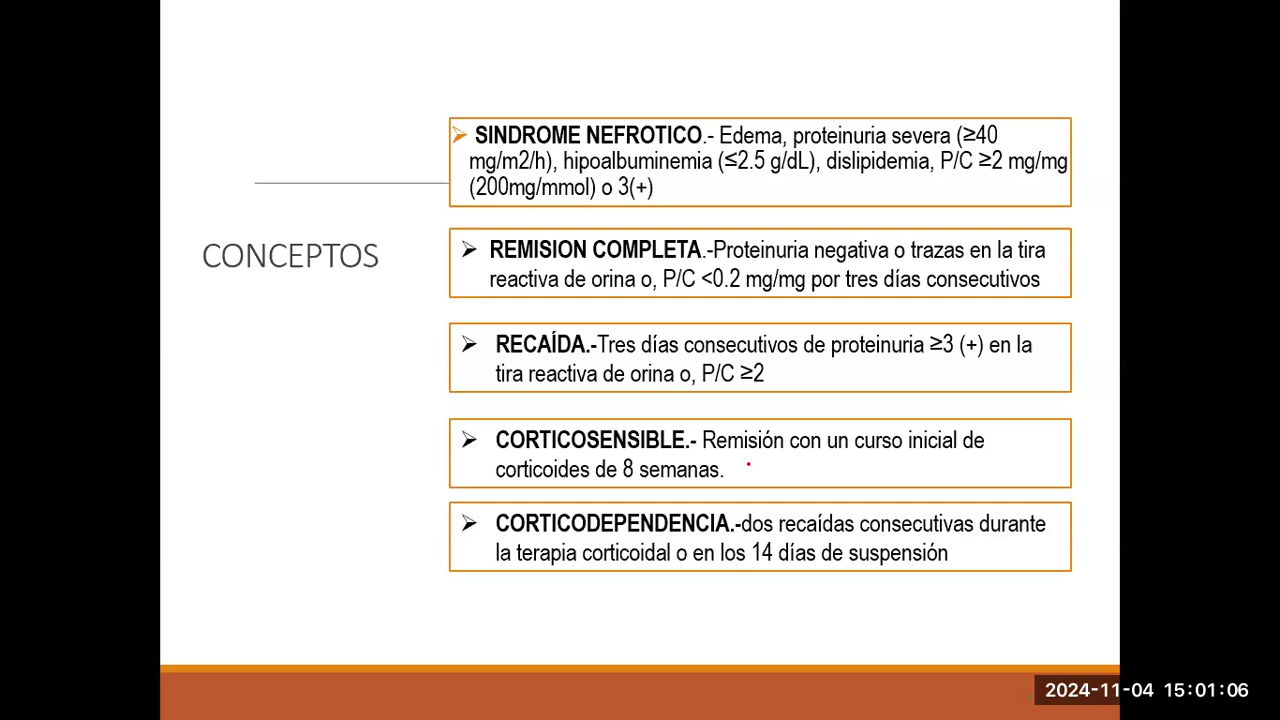 SINDROME NEFROTICO.- Edema, proteinuria severa (≥40
mg/m2/h), hipoalbuminemia (≤2.5 g/dL), dislipidemia, P/C ≥2 mg/mg
(200mg/mmol) o 3(+)
CONCEPTOS
REMISION COMPLETA.-Proteinuria negativa o trazas en la tira
reactiva de orina o, P/C <0.2 mg/mg por tres días consecutivos
RECAÍDA.-Tres días consecutivos de proteinuria ≥3 (+) en la
tira reactiva de orina o, P/C ≥2
CORTICOSENSIBLE.- Remisión con un curso inicial de
corticoides de 8 semanas.
CORTICODEPENDENCIA.-dos recaídas consecutivas durante
la terapia corticoidal o en los 14 días de suspensión
2024-11-04 15:01:06